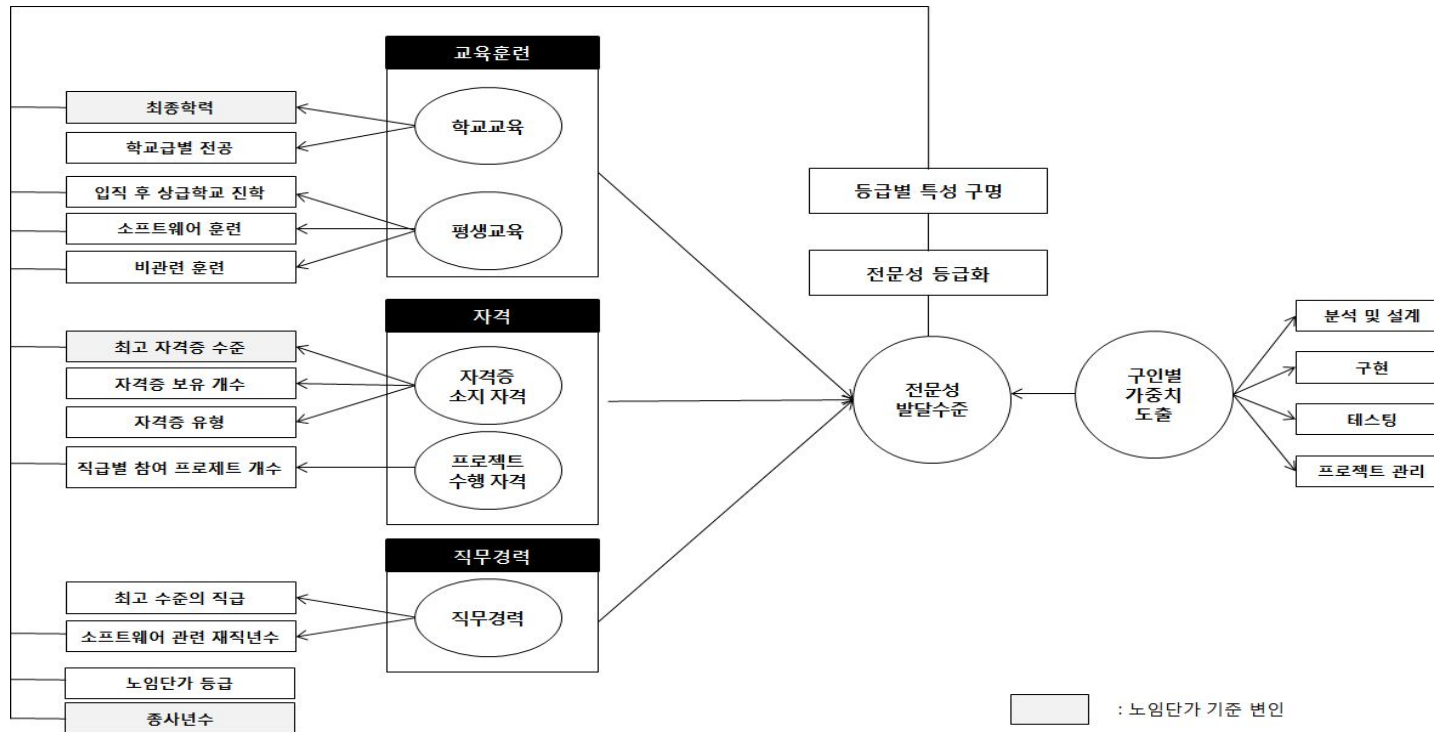 교육훈련
최종학력
학교급별 전공
학교교육
입직 후 상급학교 진학
소프트웨어 훈련
비관련 훈련
평생교육
자격
최고 자격증 수준
자격증 보유 개수
자격증 유형
자격증
소지 자격
직급별 참여 프로제트 개수
프로젝트
수행 자격
직무경력
최고 수준의 직급
소프트웨어 관련 재직년수
직무경력
노임단가 등급
종사년수
등급별 특성 구명
전문성 등급화
전문성
발달수준
구인별
가중치
도출
분석 및 설계
구현
테스팅
프로젝트 관리
: 노임단가 기준 변인